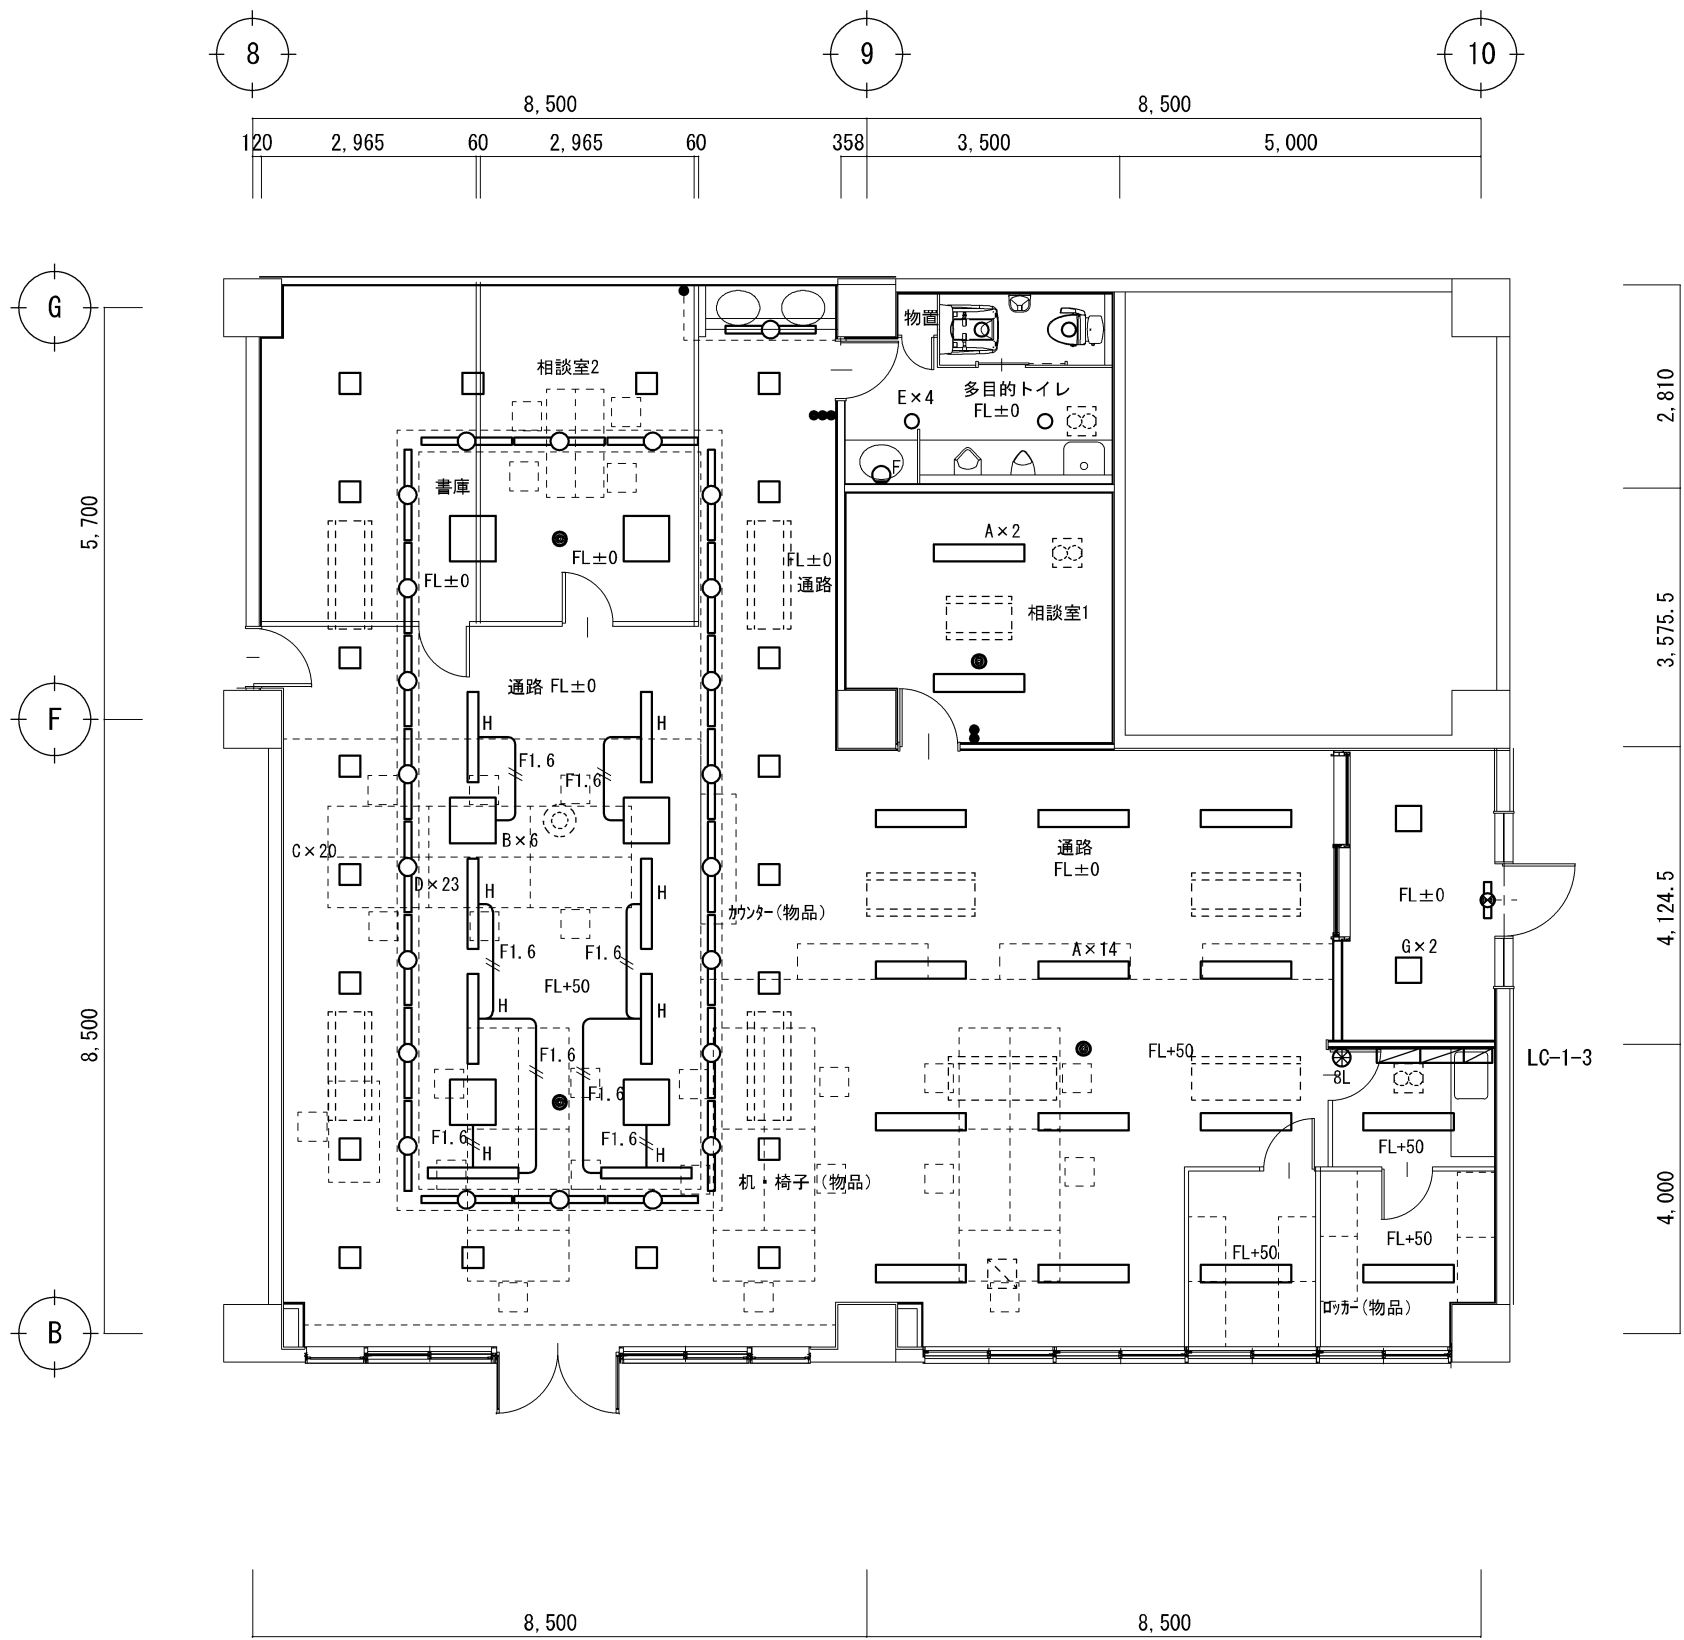 8
9
10
8,500
8,500
120
2,965
60
2,965
60
358
3,500
5,000
G
物置
相談室2
多目的トイレ
FL±0
E×4
2,810
F
書庫
5,700
A×2
FL±0
FL±0
FL±0
通路
3,575.5
相談室1
通路 FL±0
F
H
H
F1.6
F1.6
B×6
C×20
通路
FL±0
D×23
H
H
FL±0
カウンター(物品)
4,124.5
F1.6
F1.6
A×14
G×2
FL+50
H
H
8,500
FL+50
LC-1-3
F1.6
8L
F1.6
F1.6
F1.6
H
H
FL+50
机・椅子(物品)
4,000
FL+50
FL+50
ロッカー(物品)
B
8,500
8,500